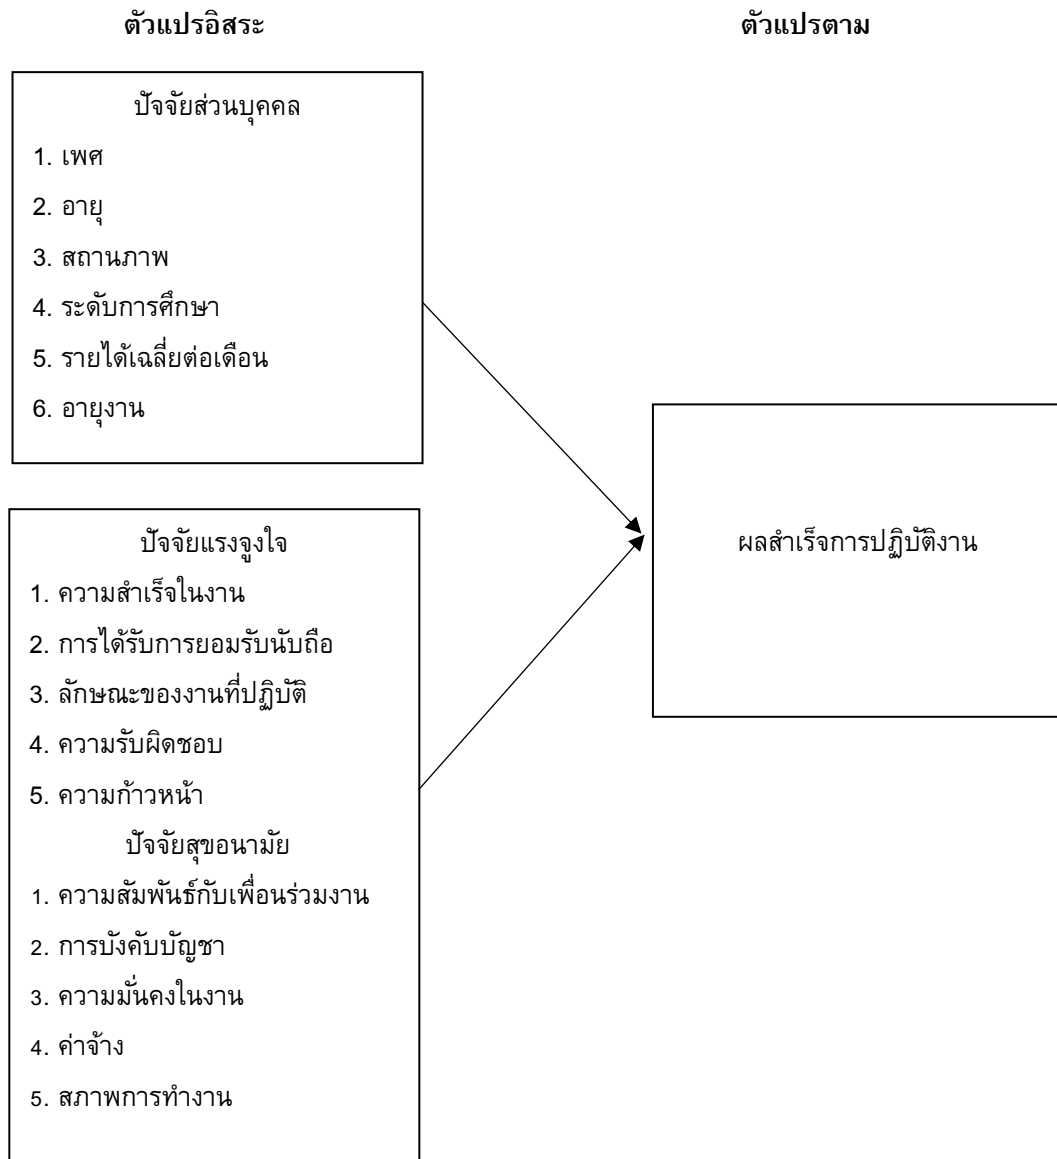 ตัวแปรอิสระ
ตัวแปรตาม
ปัจจัยส่วนบุคคล
1. เพศ
2. อายุ
3. สถานภาพ
4. ระดับการศึกษา
5. รายได้เฉลี่ยต่อเดือน
6. อายุงาน
ปัจจัยแรงจูงใจ
1. ความสำเร็จในงาน
2. การได้รับการยอมรับนับถือ
3. ลักษณะของงานที่ปฏิบัติ
4. ความรับผิดชอบ
5. ความก้าวหน้า
ปัจจัยสุขอนามัย
1. ความสัมพันธ์กับเพื่อนร่วมงาน
2. การบังคับบัญชา
3. ความมั่นคงในงาน
4. ค่าจ้าง
5. สภาพการทำงาน
ผลสำเร็จการปฏิบัติงาน